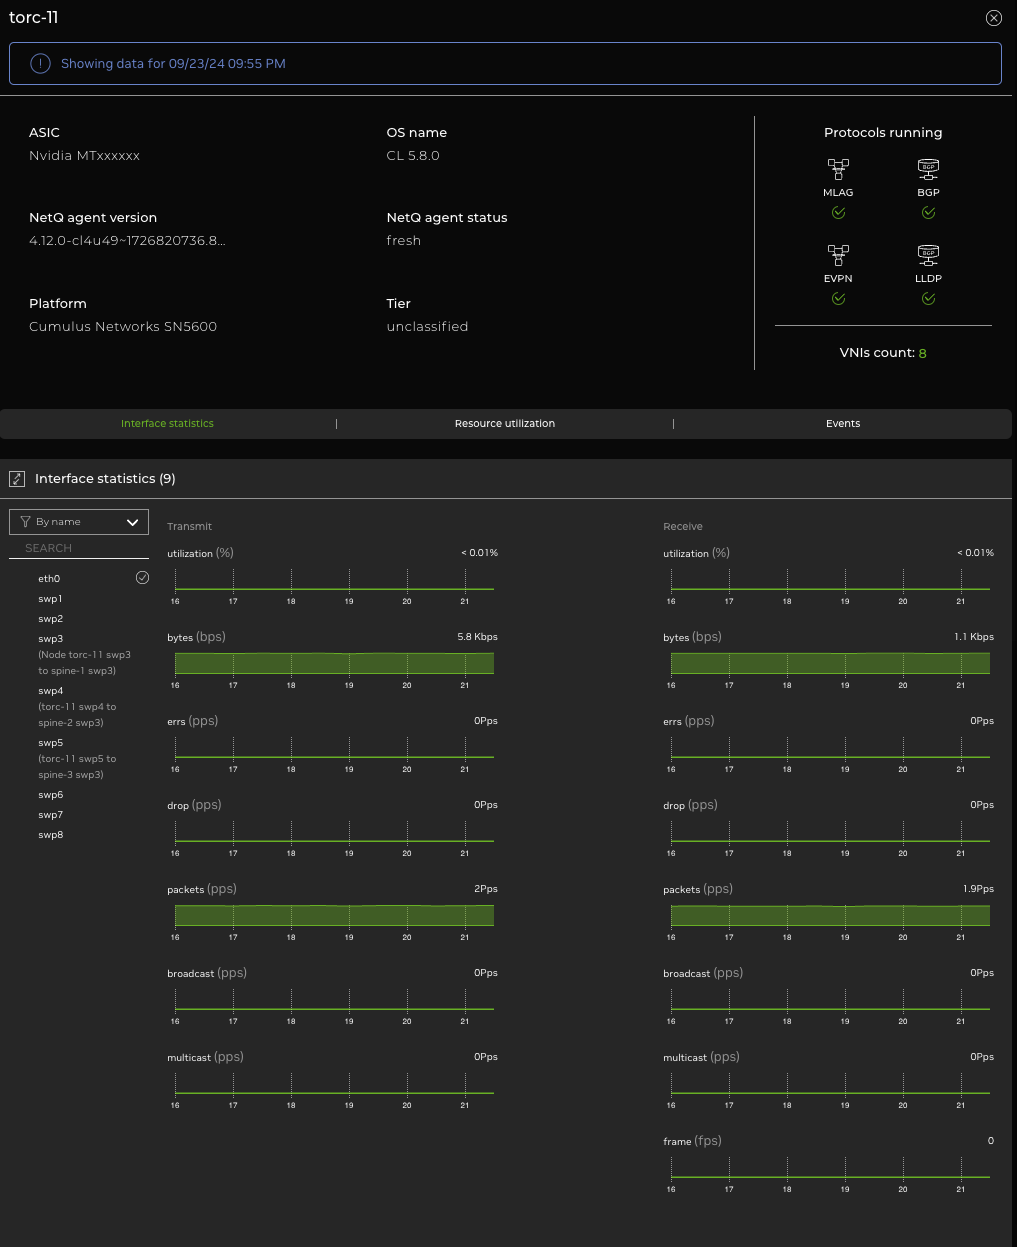 torc-11
Showing data for 09/23/24 09:55 PM
ASIC
Nvidia MTxxxxxx
OS name
CL 5.8.0
NetQ agent version
4.12.0-cl4u49~1726820736.8...
NetQ agent status
fresh
Platform
Cumulus Networks SN5600
Tier
unclassified
Protocols running
MLAG
BGP
BGP
EVPN
BGP
LLDP
VNIs count: 8
Interface statistics | Resource utilization | Events
Interface statistics (9)
By name
SEARCH
eth0
swp1
swp2
swp3
(Node torc-11 swp3
to spine-1 swp3)
swp4
(torc-11 swp4 to
spine-2 swp3)
swp5
(torc-11 swp5 to
spine-3 swp3)
swp6
swp7
swp8
Transmit
utilization (%) < 0.01%
16 17 18 19 20 21
bytes (bps) 5.8 Kbps
16 17 18 19 20 21
errs (pps) 0Pps
16 17 18 19 20 21
drop (pps) 0Pps
16 17 18 19 20 21
packets (pps) 2Pps
16 17 18 19 20 21
broadcast (pps) 0Pps
16 17 18 19 20 21
multicast (pps) 0Pps
16 17 18 19 20 21
Receive
utilization (%) < 0.01%
16 17 18 19 20 21
bytes (bps) 1.1 Kbps
16 17 18 19 20 21
errs (pps) 0Pps
16 17 18 19 20 21
drop (pps) 0Pps
16 17 18 19 20 21
packets (pps) 1.9Pps
16 17 18 19 20 21
broadcast (pps) 0Pps
16 17 18 19 20 21
multicast (pps) 0Pps
16 17 18 19 20 21
frame (fps) 0
16 17 18 19 20 21